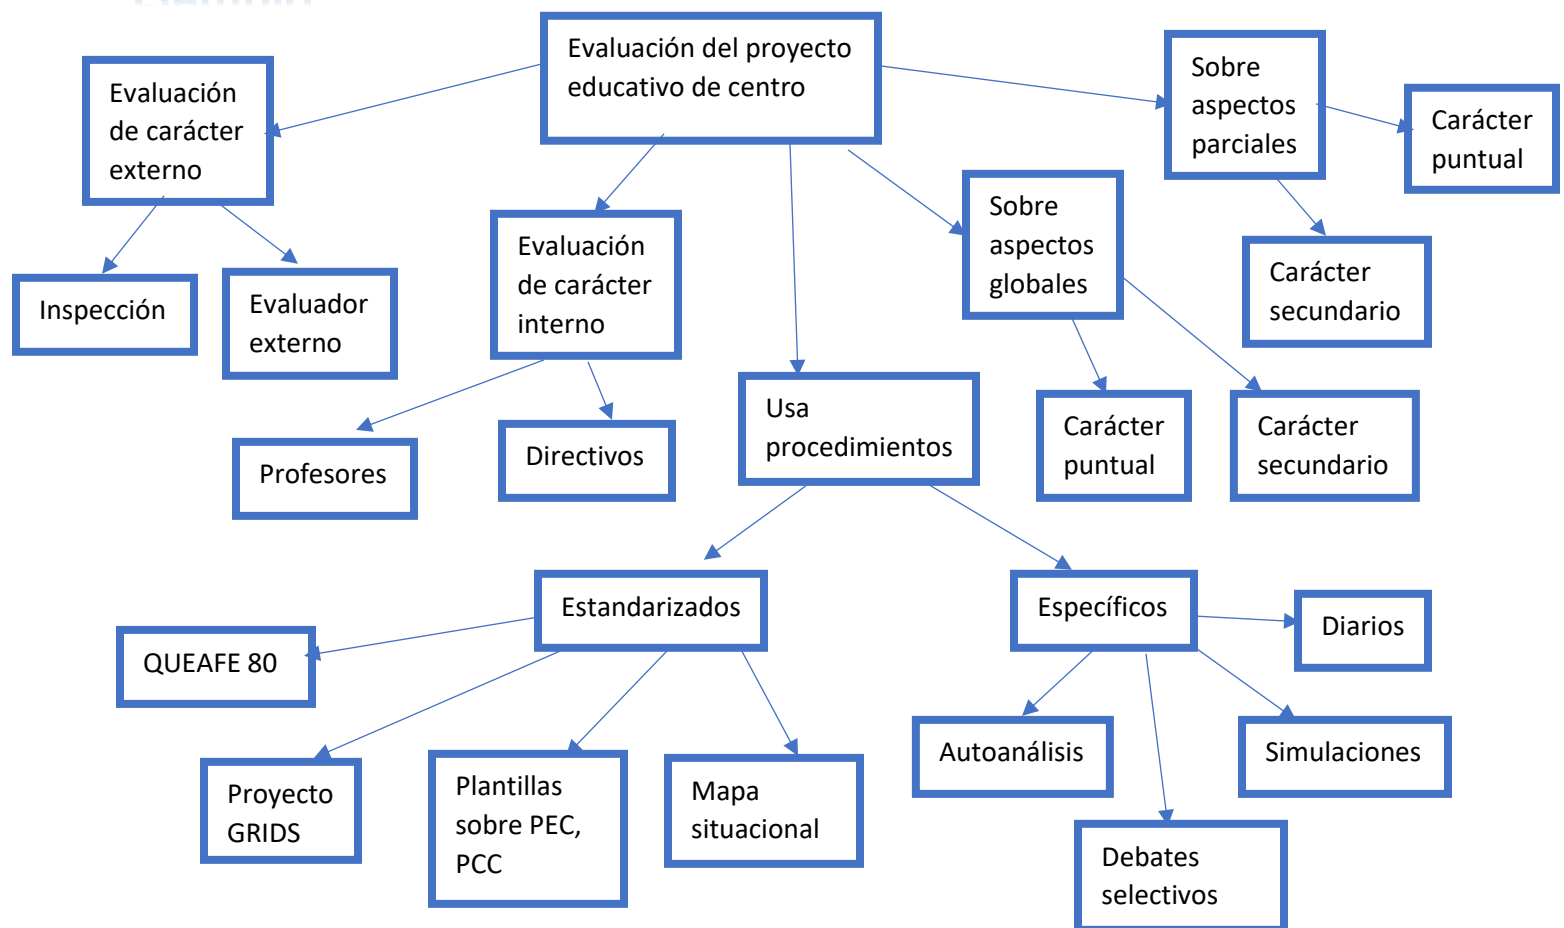 Evaluación del proyecto
educativo de centro
Evaluación
de carácter
externo
Sobre
aspectos
parciales
Carácter
puntual
Inspección
Evaluador
externo
Evaluación
de carácter
interno
Sobre
aspectos
globales
Carácter
secundario
Profesores
Directivos
Usa
procedimientos
Carácter
puntual
Carácter
secundario
Estandarizados
Específicos
Diarios
QUEAFE 80
Proyecto
GRIDS
Plantillas
sobre PEC,
PCC
Mapa
situacional
Autoanálisis
Simulaciones
Debates
selectivos